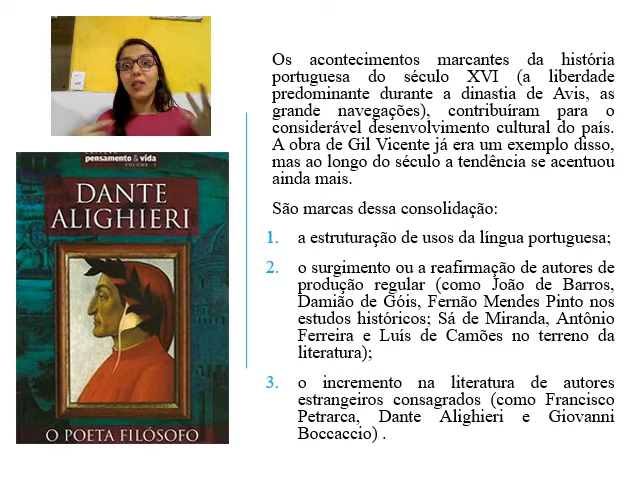 COLEÇÃO
pensamento & vida
DANTE
ALIGHIERI
O POETA FILÓSOFO
Os acontecimentos marcantes da história
portuguesa do século XVI (a liberdade
predominante durante a dinastia de Avis, as
grande navegações), contribuíram para o
considerável desenvolvimento cultural do país.
A obra de Gil Vicente já era um exemplo disso,
mas ao longo do século a tendência se acentuou
ainda mais.
São marcas dessa consolidação:
1. a estruturação de usos da língua portuguesa;
2. o surgimento ou a reafirmação de autores de
produção regular (como João de Barros,
Damião de Góis, Fernão Mendes Pinto nos
estudos históricos; Sá de Miranda, Antônio
Ferreira e Luís de Camões no terreno da
literatura);
3. o incremento na literatura de autores
estrangeiros consagrados (como Francisco
Petrarca, Dante Alighieri e Giovanni
Boccaccio) .